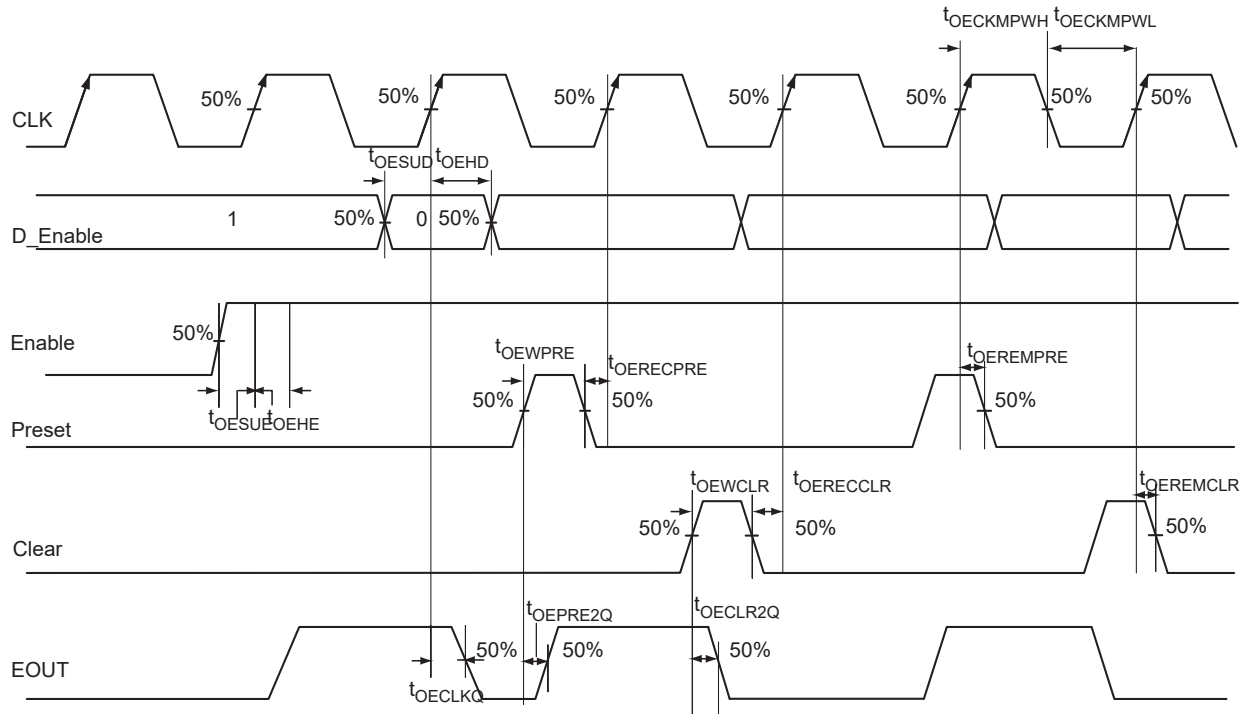 tOECKMPWH tOECKMPWL
CLK
50%
50%
50%
50%
50%
50%
50%
tOESUD tOEHD
D_Enable
1
50%
0
50%
Enable
50%
tOESUE tOEHE
tOEWPRE
tOERECPRE
tOEREMPRE
Preset
50%
50%
50%
tOEWCLR
tOERECCLR
tOEREMCLR
Clear
50%
50%
50%
tOEPRE2Q
tOECLR2Q
EOUT
50%
50%
50%
tOECLKQ